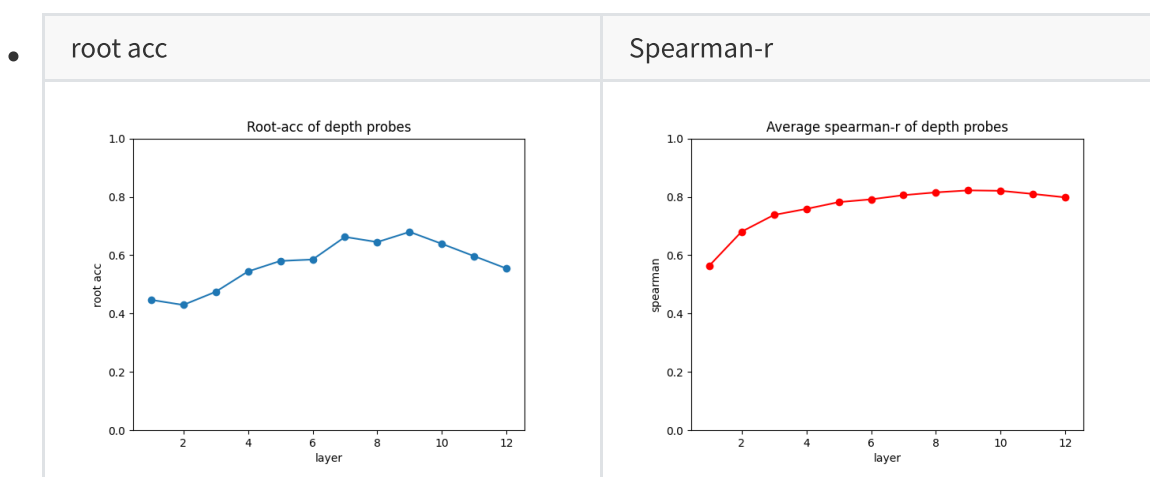 root acc
Spearman-r
Root-acc of depth probes
1.0
0.8
0.6
0.4
0.2
0.0
root acc
2 4 6 8 10 12
layer
Average spearman-r of depth probes
1.0
0.8
0.6
0.4
0.2
0.0
spearman
2 4 6 8 10 12
layer